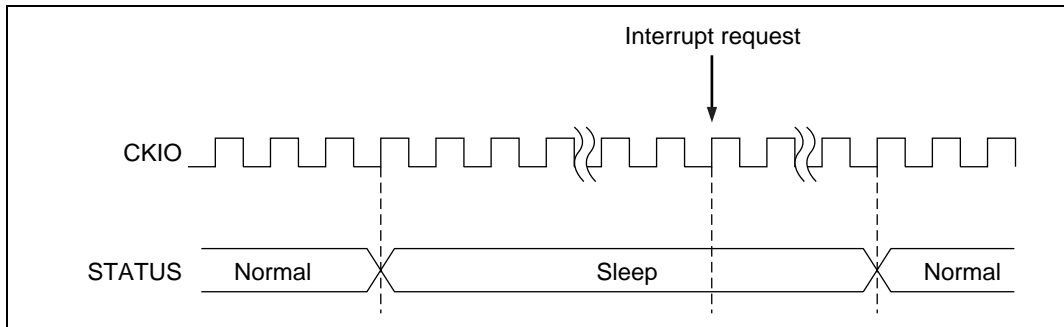 Interrupt request
CKIO
STATUS
Normal
Sleep
Normal